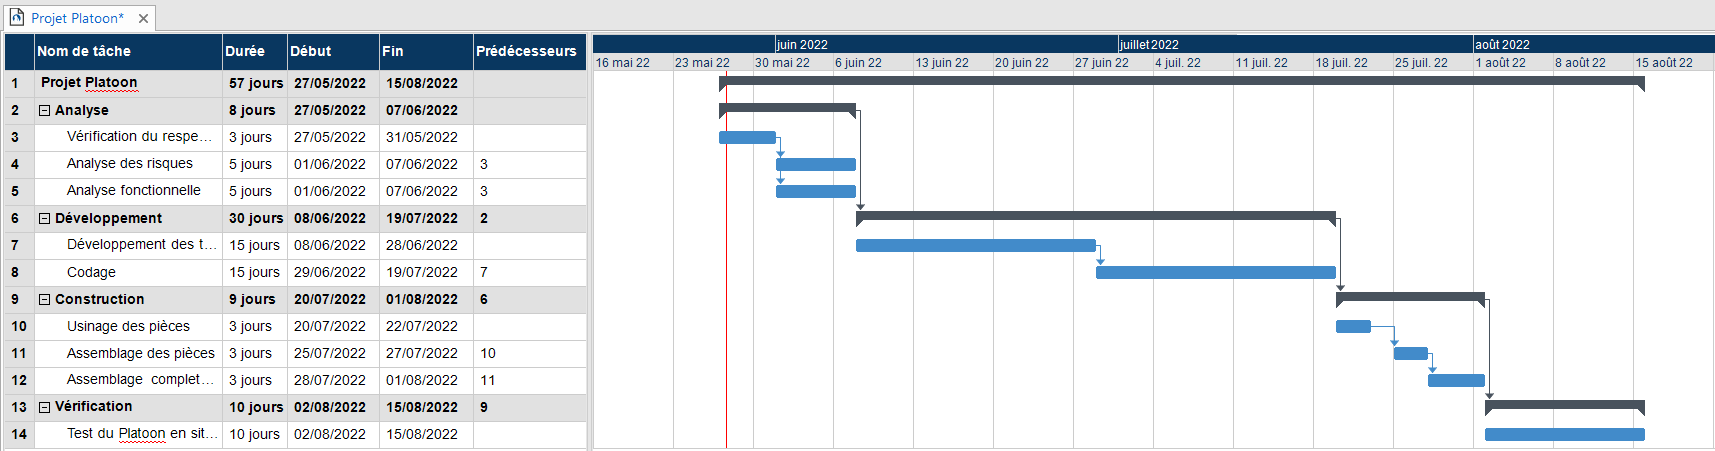 Projet Platoon*
Nom de tâche Durée Début Fin Prédécesseurs
juin 2022 juillet 2022 août 2022
16 mai 22 23 mai 22 30 mai 22 6 juin 22 13 juin 22 20 juin 22 27 juin 22 4 juil. 22 11 juil. 22 18 juil. 22 25 juil. 22 1 août 22 8 août 22 15 août 22
1 Projet Platoon 57 jours 27/05/2022 15/08/2022
2 Analyse 8 jours 27/05/2022 07/06/2022
3 Vérification du respe... 3 jours 27/05/2022 31/05/2022
4 Analyse des risques 5 jours 01/06/2022 07/06/2022 3
5 Analyse fonctionnelle 5 jours 01/06/2022 07/06/2022 3
6 Développement 30 jours 08/06/2022 19/07/2022 2
7 Développement des t... 15 jours 08/06/2022 28/06/2022
8 Codage 15 jours 29/06/2022 19/07/2022 7
9 Construction 9 jours 20/07/2022 01/08/2022 6
10 Usinage des pièces 3 jours 20/07/2022 22/07/2022
11 Assemblage des pièces 3 jours 25/07/2022 27/07/2022 10
12 Assemblage complet... 3 jours 28/07/2022 01/08/2022 11
13 Vérification 10 jours 02/08/2022 15/08/2022 9
14 Test du Platoon en sit... 10 jours 02/08/2022 15/08/2022